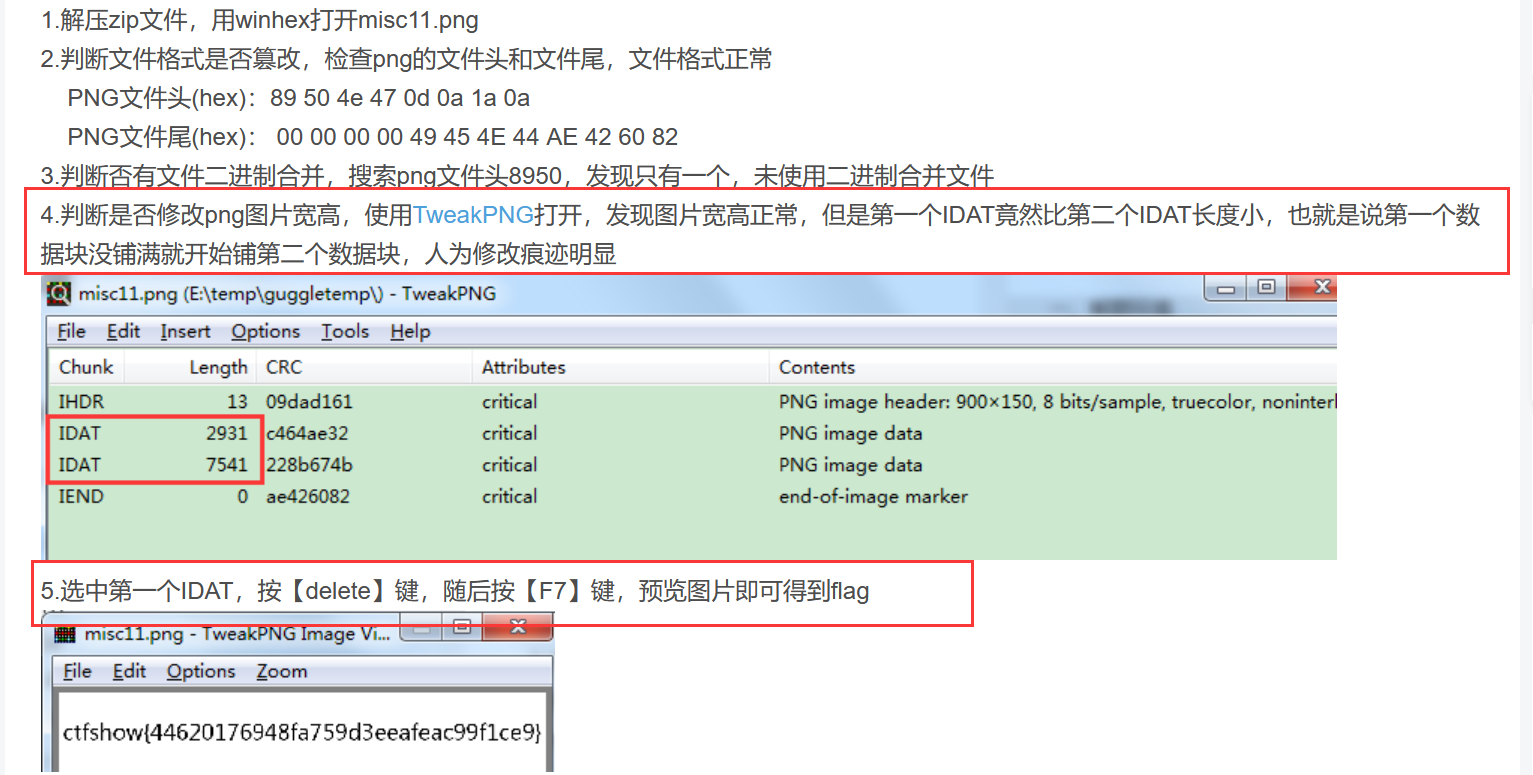 1.解压zip文件，用winhex打开misc11.png
2.判断文件格式是否篡改，检查png的文件头和文件尾，文件格式正常
PNG文件头(hex)：89 50 4e 47 0d 0a 1a 0a
PNG文件尾(hex)： 00 00 00 00 49 45 4E 44 AE 42 60 82
3.判断否有文件二进制合并，搜索png文件头8950，发现只有一个，未使用二进制合并文件
4.判断是否修改png图片宽高，使用TweakPNG打开，发现图片宽高正常，但是第一个IDAT竟然比第二个IDAT长度小，也就是说第一个数
据块没铺满就开始铺第二个数据块，人为修改痕迹明显
misc11.png (E:\temp\guggletemp\) - TweakPNG
File Edit Insert Options Tools Help
Chunk Length CRC Attributes Contents
IHDR 13 09dad161 critical PNG image header: 900×150, 8 bits/sample, truecolor, noninterl
IDAT 2931 c464ae32 critical PNG image data
IDAT 7541 228b674b critical PNG image data
IEND 0 ae426082 critical end-of-image marker
5.选中第一个IDAT，按【delete】键，随后按【F7】键，预览图片即可得到flag
misc11.png - TweakPNG Image Vi...
File Edit Options Zoom
ctfshow{44620176948fa759d3eeafeac99f1ce9}